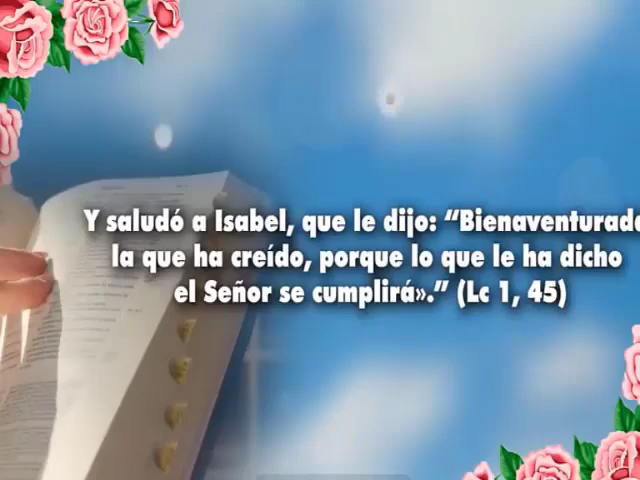 Y saludó a Isabel, que le dijo: “Bienaventurada
la que ha creído, porque lo que le ha dicho
el Señor se cumplirá».” (Lc 1, 45)